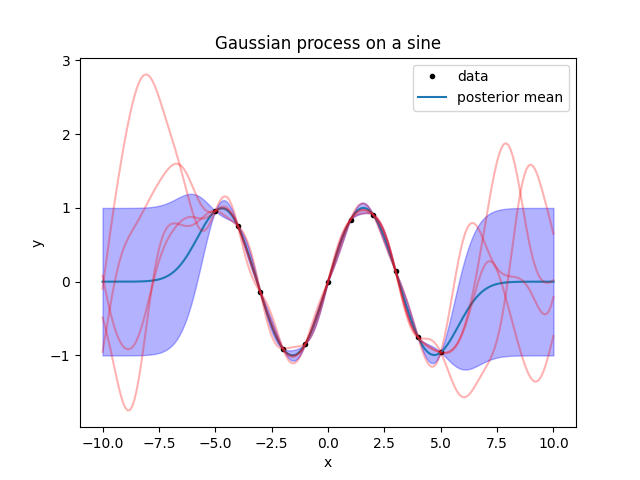 Gaussian process on a sine
data
posterior mean
3
2
1
0
−1
y
−10.0 −7.5 −5.0 −2.5 0.0 2.5 5.0 7.5 10.0
x